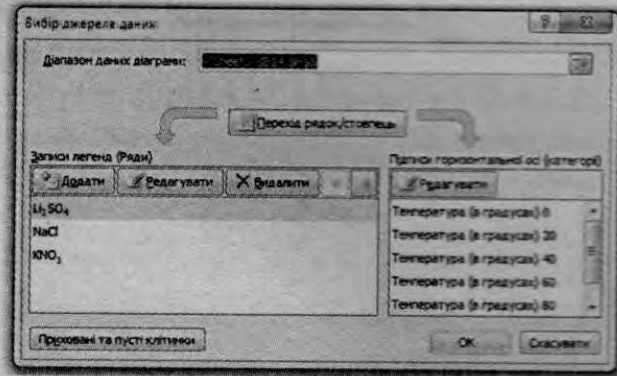 Вибір джерела даних
Діапазон даних діаграми:
Перехід рядок/стовпець
Записи легенд (Ряди)
Підписи горизонтальної осі (категорії)
Додати Редагувати Видалити
Редагувати
Li₂SO₄
NaCl
KNO₃
Температура (в градусах) 0
Температура (в градусах) 20
Температура (в градусах) 40
Температура (в градусах) 60
Температура (в градусах) 80
Приховані та пусті клітинки
ОК Скасувати